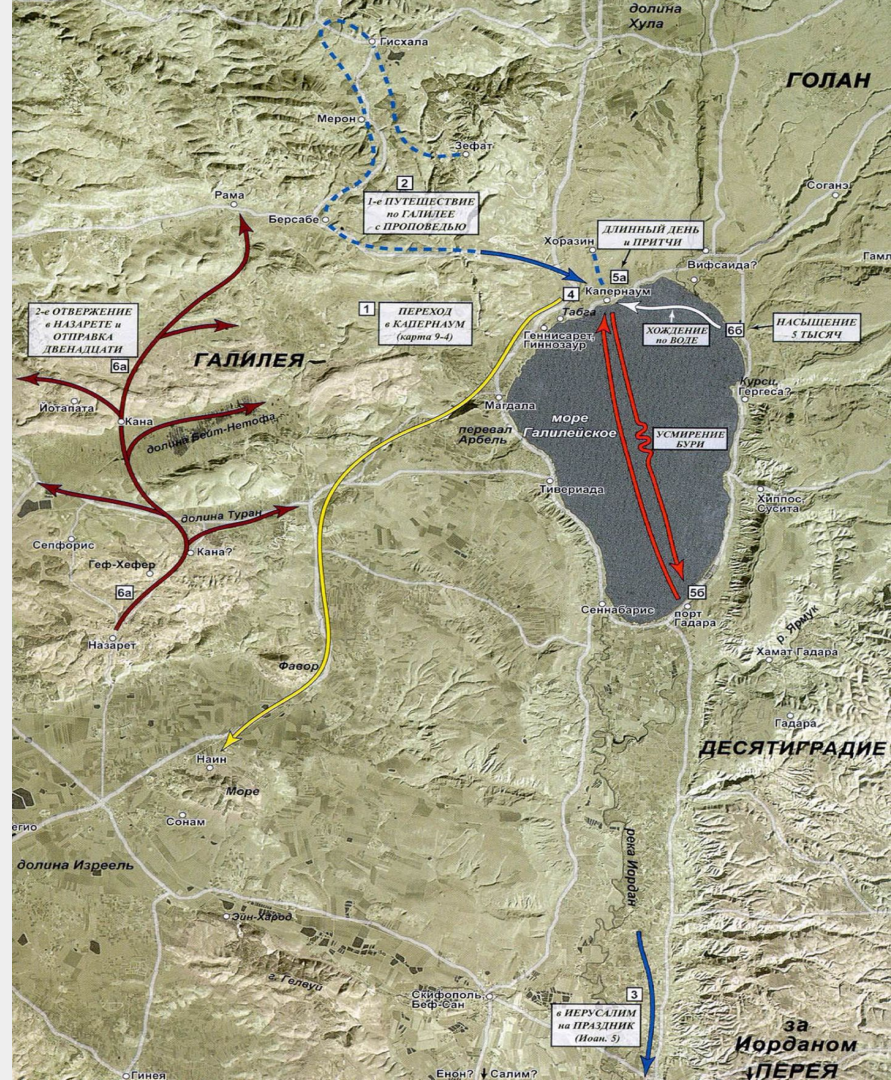 долина
Хула
Гисхала
ГОЛАН
Мерон
Зефат
2
1-е ПУТЕШЕСТВИЕ
по ГАЛИЛЕЕ
с ПРОПОВЕДЬЮ
Соганэ
Рама
Берсабе
Хоразин
ДЛИННЫЙ ДЕНЬ
и ПРИТЧИ
Вифсаида?
Гамл
5а
4
Капернаум
Табга
1
ПЕРЕХОД
в КАПЕРНАУМ
(карта 9-4)
2-е ОТВЕРЖЕНИЕ
в НАЗАРЕТЕ и
ОТПРАВКА
ДВЕНАДЦАТИ
6а
Геннисарет,
Гиннозаур
ХОЖДЕНИЕ
по ВОДЕ
6б
НАСЫЩЕНИЕ
5 ТЫСЯЧ
ГАЛИЛЕЯ
Курси,
Гергеса?
Йотапата
Кана
Магдала
долина Бейт-Нетофа
перевал
Арбель
море
Галилейское
УСМИРЕНИЕ
БУРИ
Тивериада
Хиппос,
Сусита
долина Туран
Сепфорис
Кана?
Геф-Хефер
6а
5б
Сеннабарис
порт
Гадара
Назарет
р. Ярмук
Хамат Гадара
Фавор
Гадара
ДЕСЯТИГРАДИЕ
Наин
Море
Сонам
егио
долина Изреель
река Иордан
Эйн-Харод
г. Гелвуй
Скифополь,
Беф-Сан
3
в ИЕРУСАЛИМ
на ПРАЗДНИК
(Иоан. 5)
за
Иорданом
ПЕРЕЯ
Гинея
Енон?
Салим?